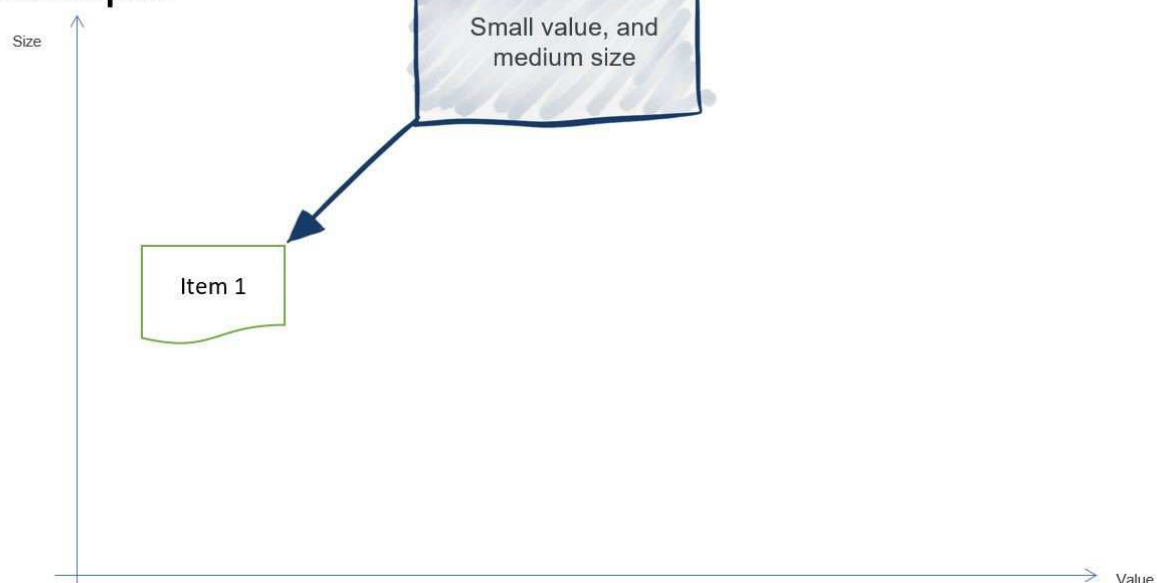 Size
Small value, and
medium size
Item 1
Value